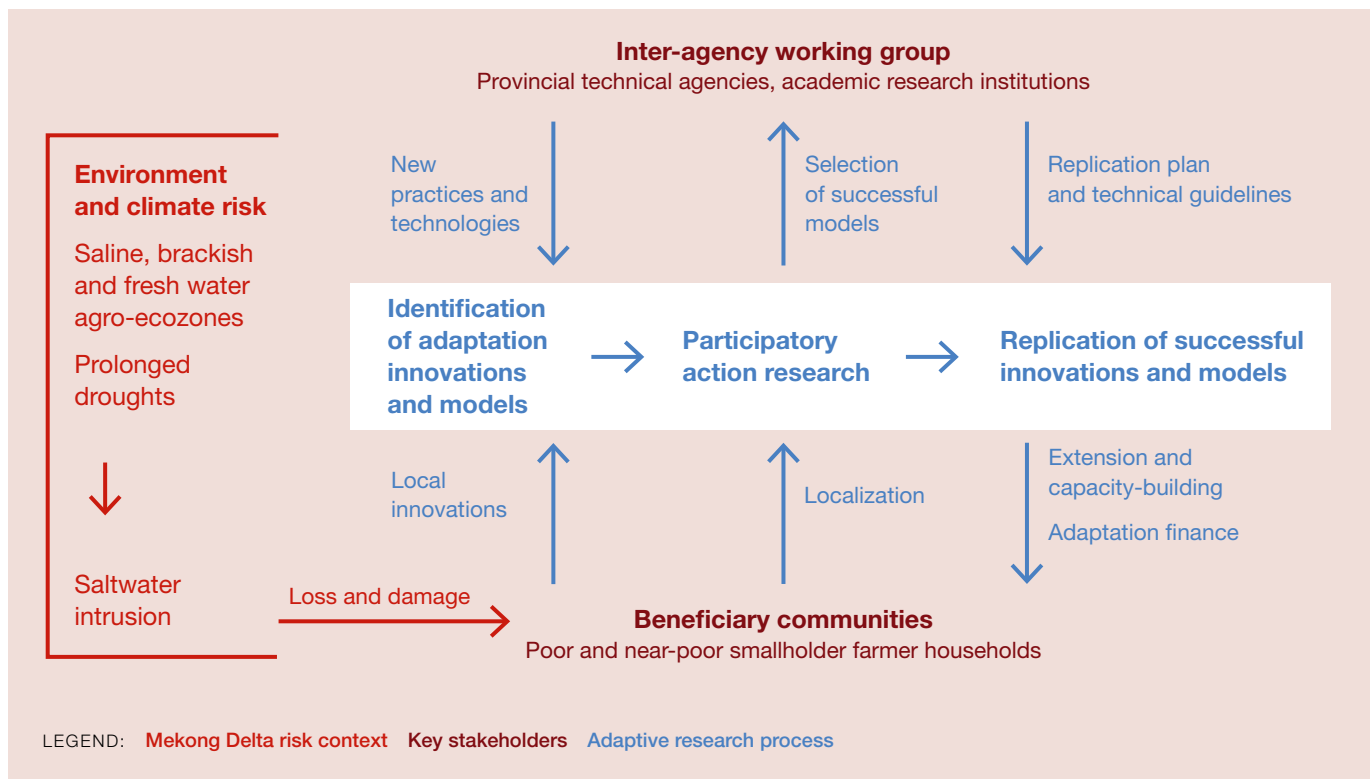 Inter-agency working group
Provincial technical agencies, academic research institutions
Environment
and climate risk
Saline, brackish
and fresh water
agro-ecozones
Prolonged
droughts
Saltwater
intrusion
Loss and damage
New
practices and
technologies
Selection
of successful
models
Replication plan
and technical guidelines
Identification
of adaptation
innovations
and models
Participatory
action research
Replication of successful
innovations and models
Local
innovations
Localization
Extension and
capacity-building
Adaptation finance
Beneficiary communities
Poor and near-poor smallholder farmer households
LEGEND: Mekong Delta risk context Key stakeholders Adaptive research process